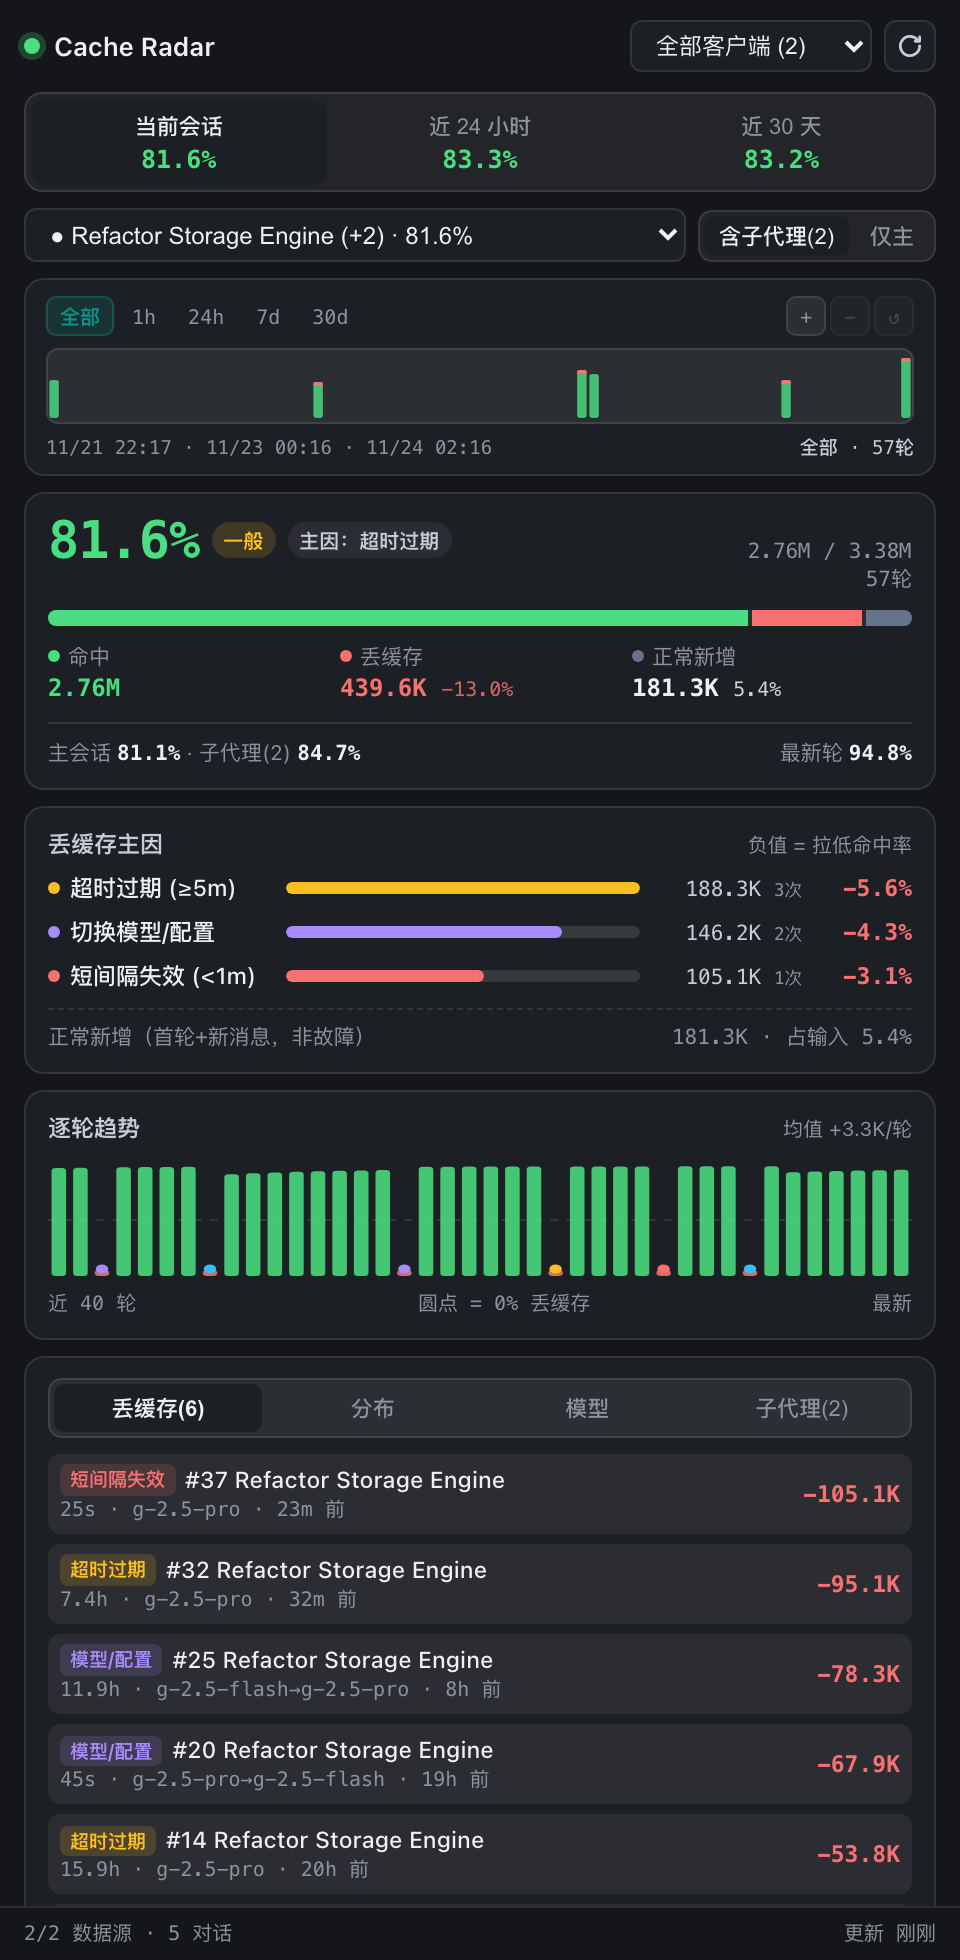 Cache Radar
全部客户端 (2)
当前会话 近 24 小时 近 30 天
81.6% 83.3% 83.2%
● Refactor Storage Engine (+2) · 81.6%
含子代理(2) 仅主
全部 1h 24h 7d 30d + − ↺
11/21 22:17 · 11/23 00:16 · 11/24 02:16 全部 · 57轮
81.6% 一般 主因：超时过期
2.76M / 3.38M
57轮
命中 丢缓存 正常新增
2.76M 439.6K −13.0% 181.3K 5.4%
主会话 81.1% · 子代理(2) 84.7% 最新轮 94.8%
丢缓存主因 负值 = 拉低命中率
超时过期 (≥5m) 188.3K 3次 −5.6%
切换模型/配置 146.2K 2次 −4.3%
短间隔失效 (<1m) 105.1K 1次 −3.1%
正常新增（首轮+新消息，非故障） 181.3K · 占输入 5.4%
逐轮趋势 均值 +3.3K/轮
近 40 轮 圆点 = 0% 丢缓存 最新
丢缓存(6) 分布 模型 子代理(2)
短间隔失效 #37 Refactor Storage Engine −105.1K
25s · g−2.5−pro · 23m 前
超时过期 #32 Refactor Storage Engine −95.1K
7.4h · g−2.5−pro · 32m 前
模型/配置 #25 Refactor Storage Engine −78.3K
11.9h · g−2.5−flash→g−2.5−pro · 8h 前
模型/配置 #20 Refactor Storage Engine −67.9K
45s · g−2.5−pro→g−2.5−flash · 19h 前
超时过期 #14 Refactor Storage Engine −53.8K
15.9h · g−2.5−pro · 20h 前
2/2 数据源 · 5 对话 更新 刚刚